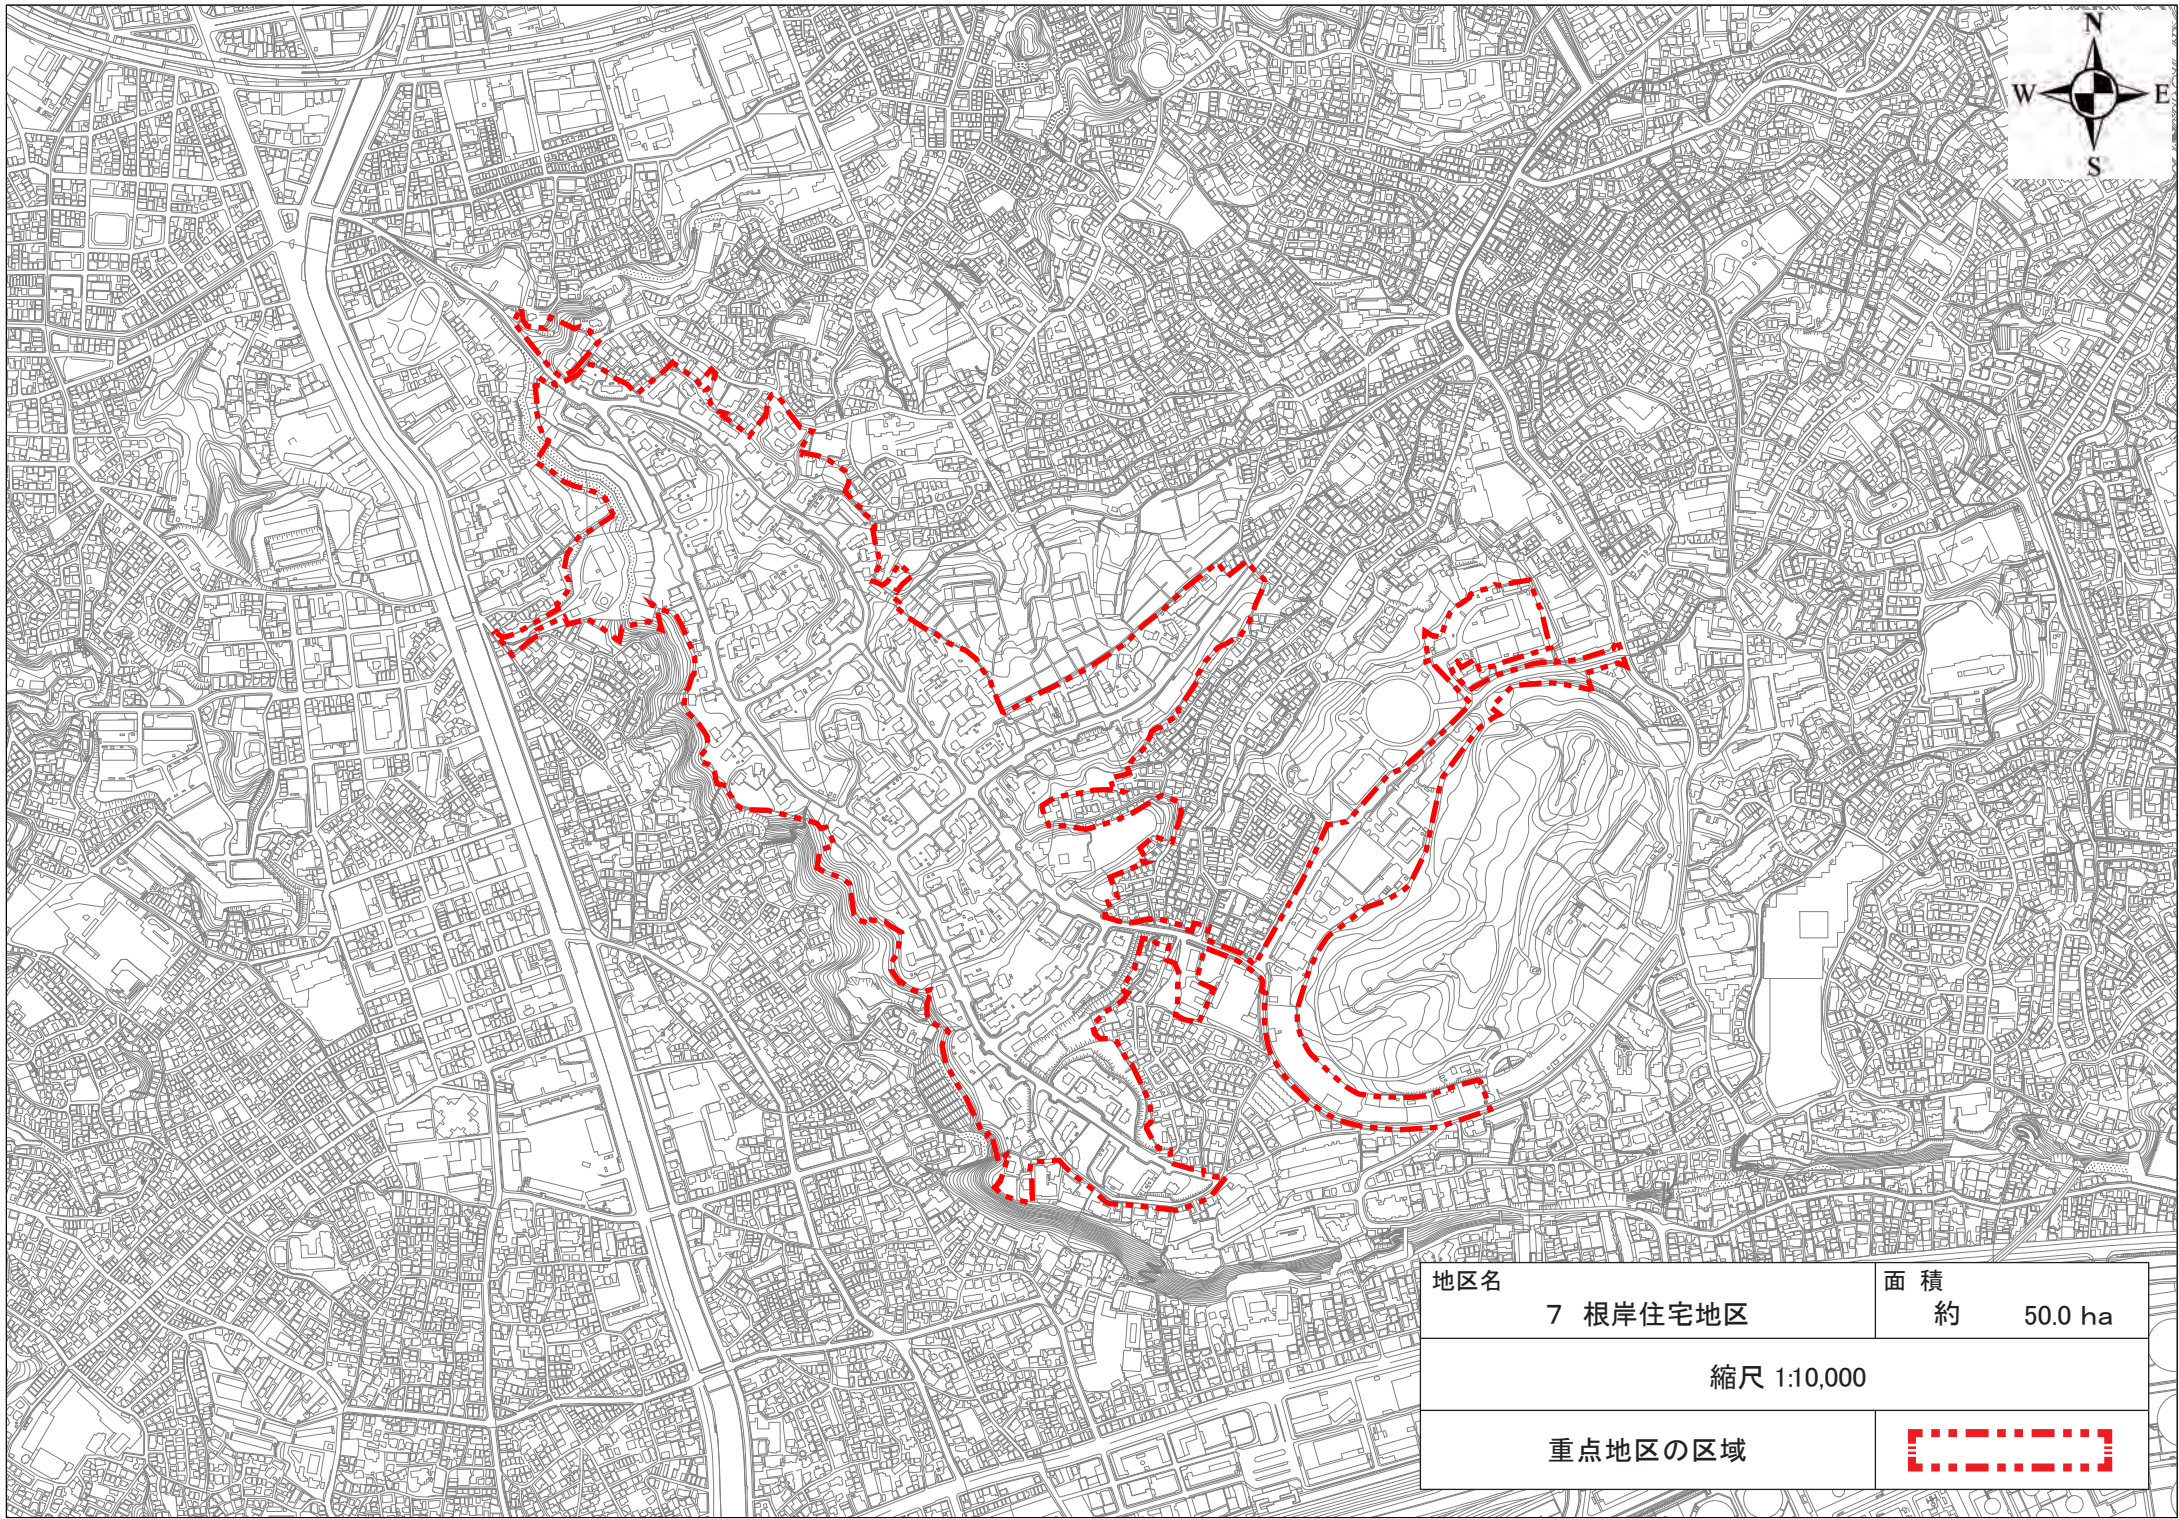 N
W E
S
地区名
7 根岸住宅地区
面 積
約 50.0 ha
縮尺 1:10,000
重点地区の区域